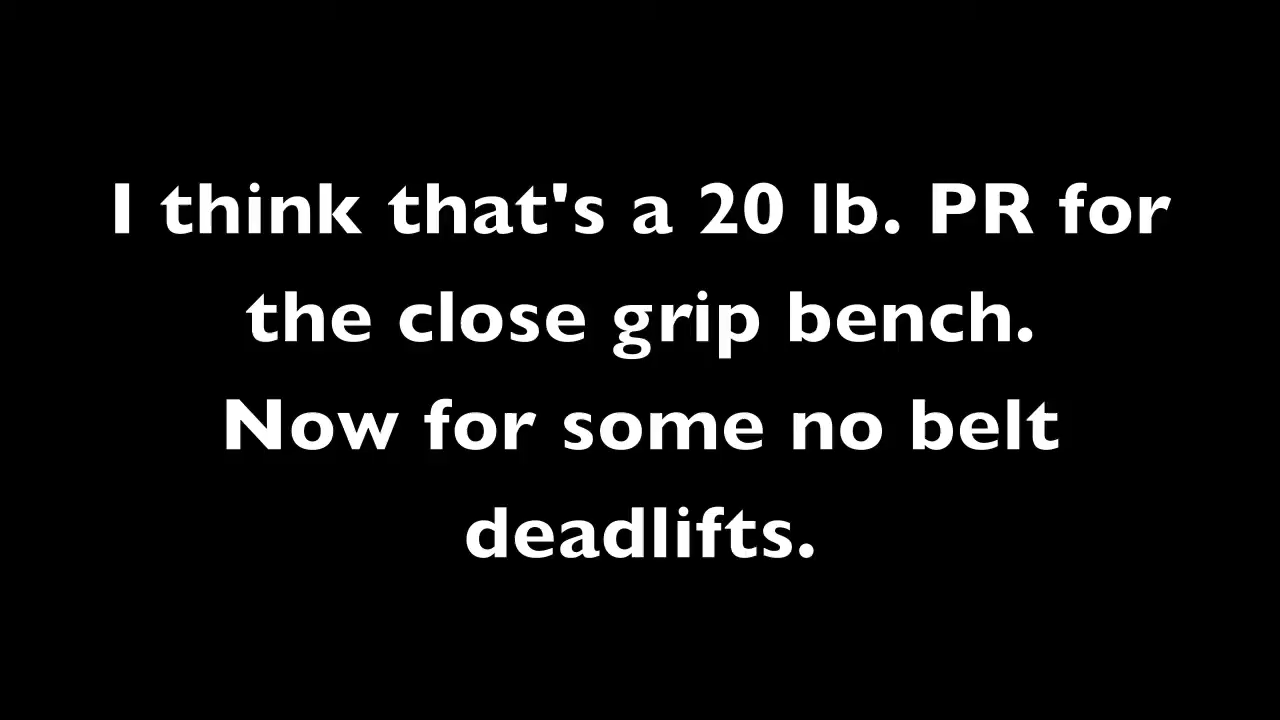 I think that's a 20 lb. PR for
the close grip bench.
Now for some no belt
deadlifts.